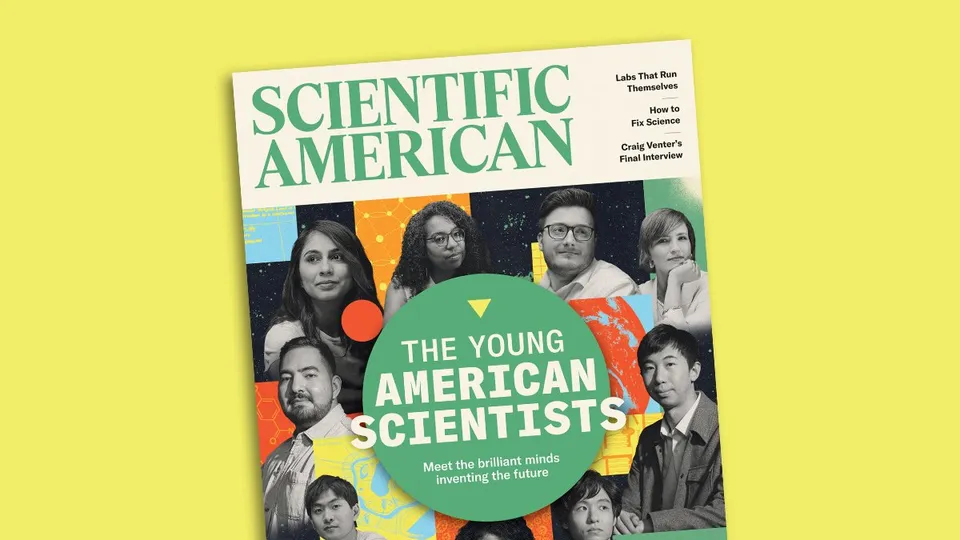 SCIENTIFIC
AMERICAN
Labs That Run
Themselves
How to
Fix Science
Craig Venter's
Final Interview
THE YOUNG
AMERICAN
SCIENTISTS
Meet the brilliant minds
inventing the future